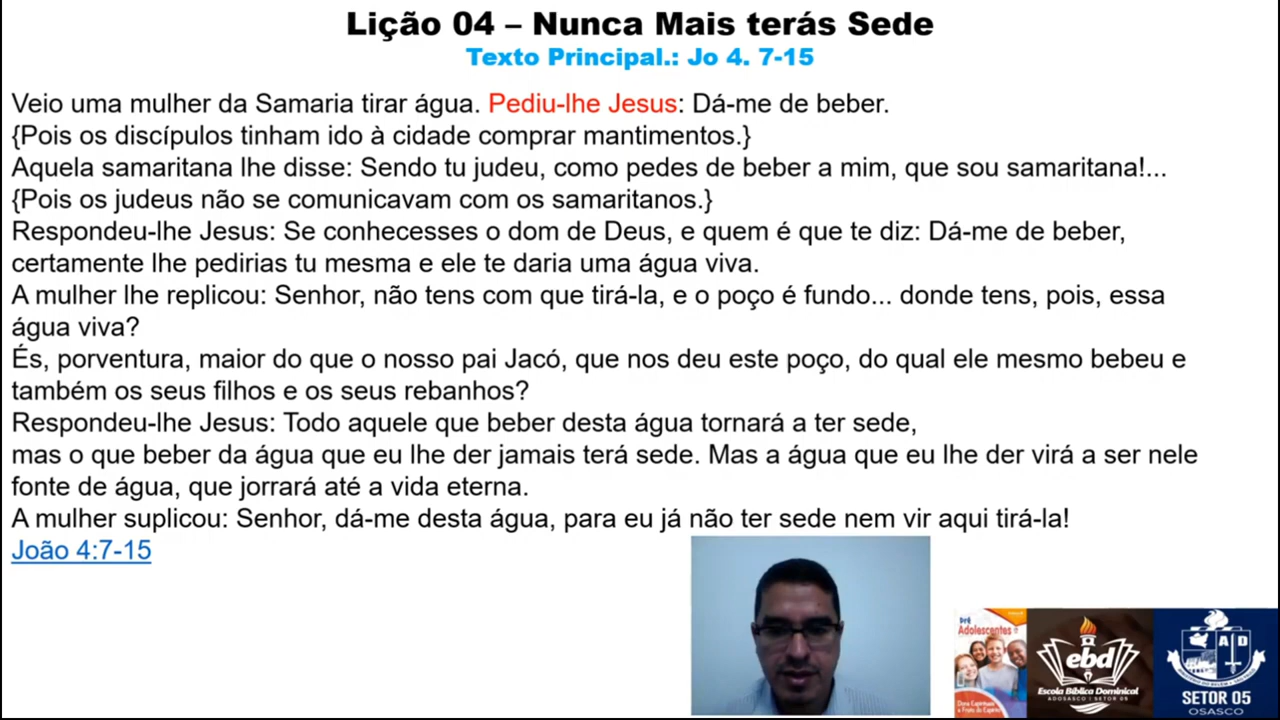 Lição 04 – Nunca Mais terás Sede
Texto Principal.: Jo 4. 7-15
Veio uma mulher da Samaria tirar água. Pediu-lhe Jesus: Dá-me de beber.
{Pois os discípulos tinham ido à cidade comprar mantimentos.}
Aquela samaritana lhe disse: Sendo tu judeu, como pedes de beber a mim, que sou samaritana!...
{Pois os judeus não se comunicavam com os samaritanos.}
Respondeu-lhe Jesus: Se conhecesses o dom de Deus, e quem é que te diz: Dá-me de beber,
certamente lhe pedirias tu mesma e ele te daria uma água viva.
A mulher lhe replicou: Senhor, não tens com que tirá-la, e o poço é fundo... donde tens, pois, essa
água viva?
És, porventura, maior do que o nosso pai Jacó, que nos deu este poço, do qual ele mesmo bebeu e
também os seus filhos e os seus rebanhos?
Respondeu-lhe Jesus: Todo aquele que beber desta água tornará a ter sede,
mas o que beber da água que eu lhe der jamais terá sede. Mas a água que eu lhe der virá a ser nele
fonte de água, que jorrará até a vida eterna.
A mulher suplicou: Senhor, dá-me desta água, para eu já não ter sede nem vir aqui tirá-la!
João 4:7-15
Pré
Adolescentes
ebd
Escola Bíblica Dominical
ADOSASCO | SETOR 05
A D
SETOR 05
OSASCO